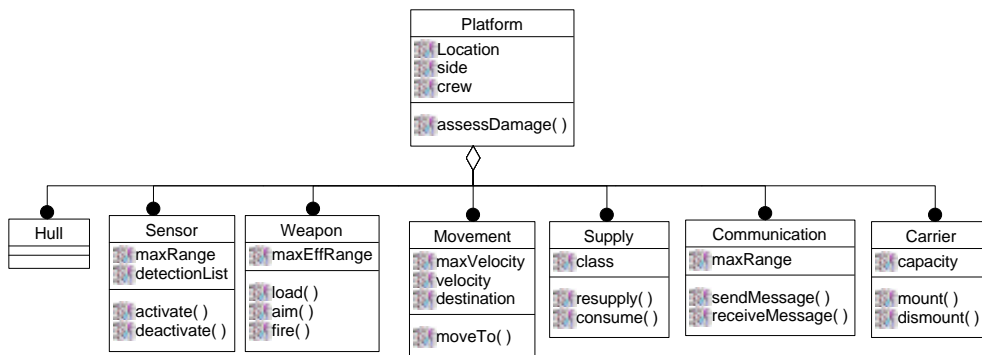 Platform
Location
side
crew
assessDamage( )
Hull
Sensor
maxRange
detectionList
activate( )
deactivate( )
Weapon
maxEffRange
load( )
aim( )
fire( )
Movement
maxVelocity
velocity
destination
moveTo( )
Supply
class
resupply( )
consume( )
Communication
maxRange
sendMessage( )
receiveMessage( )
Carrier
capacity
mount( )
dismount( )